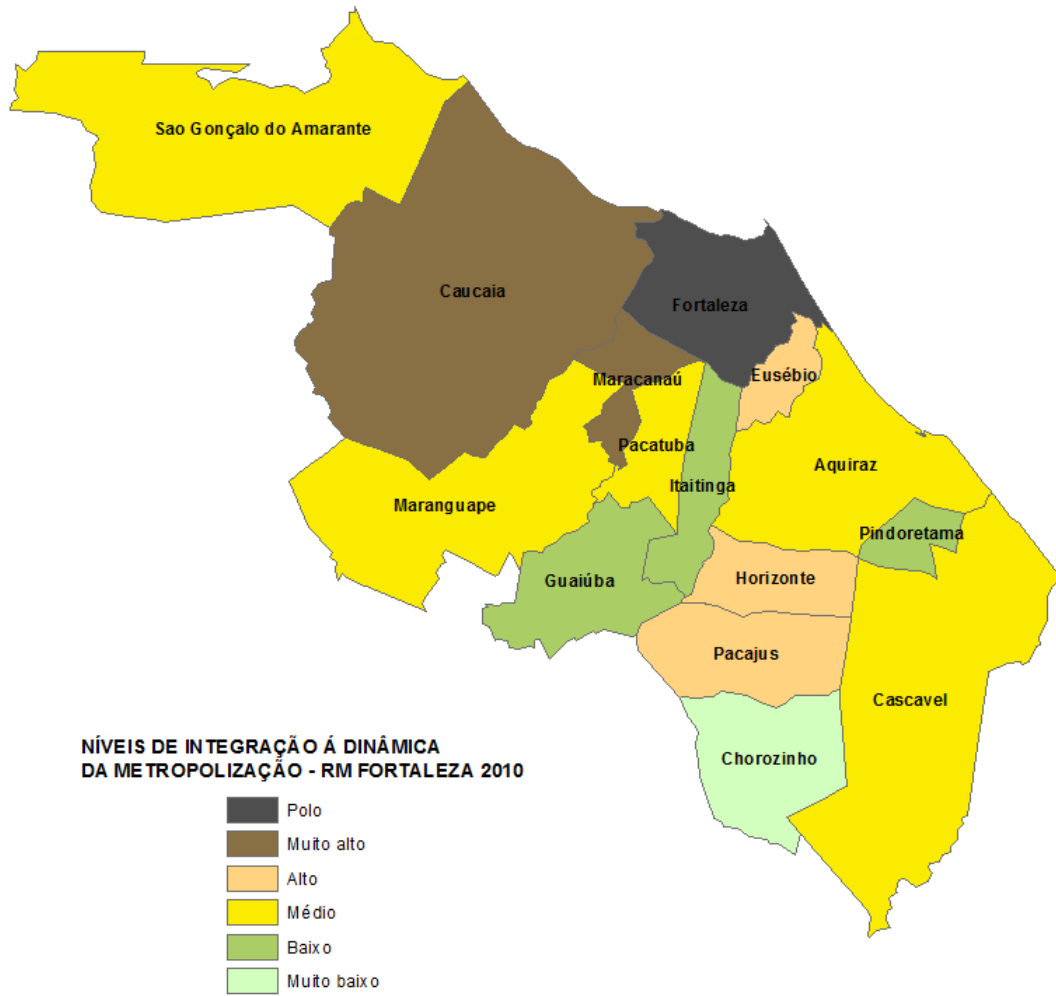 Sao Gonçalo do Amarante
Caucaia
Fortaleza
Eusébio
Maracanaú
Pacatuba
Aquiraz
Itaitinga
Maranguape
Pindoretama
Guaiúba
Horizonte
Pacajus
Cascavel
Chorozinho
NÍVEIS DE INTEGRAÇÃO Á DINÂMICA
DA METROPOLIZAÇÃO - RM FORTALEZA 2010
Polo
Muito alto
Alto
Médio
Baixo
Muito baixo